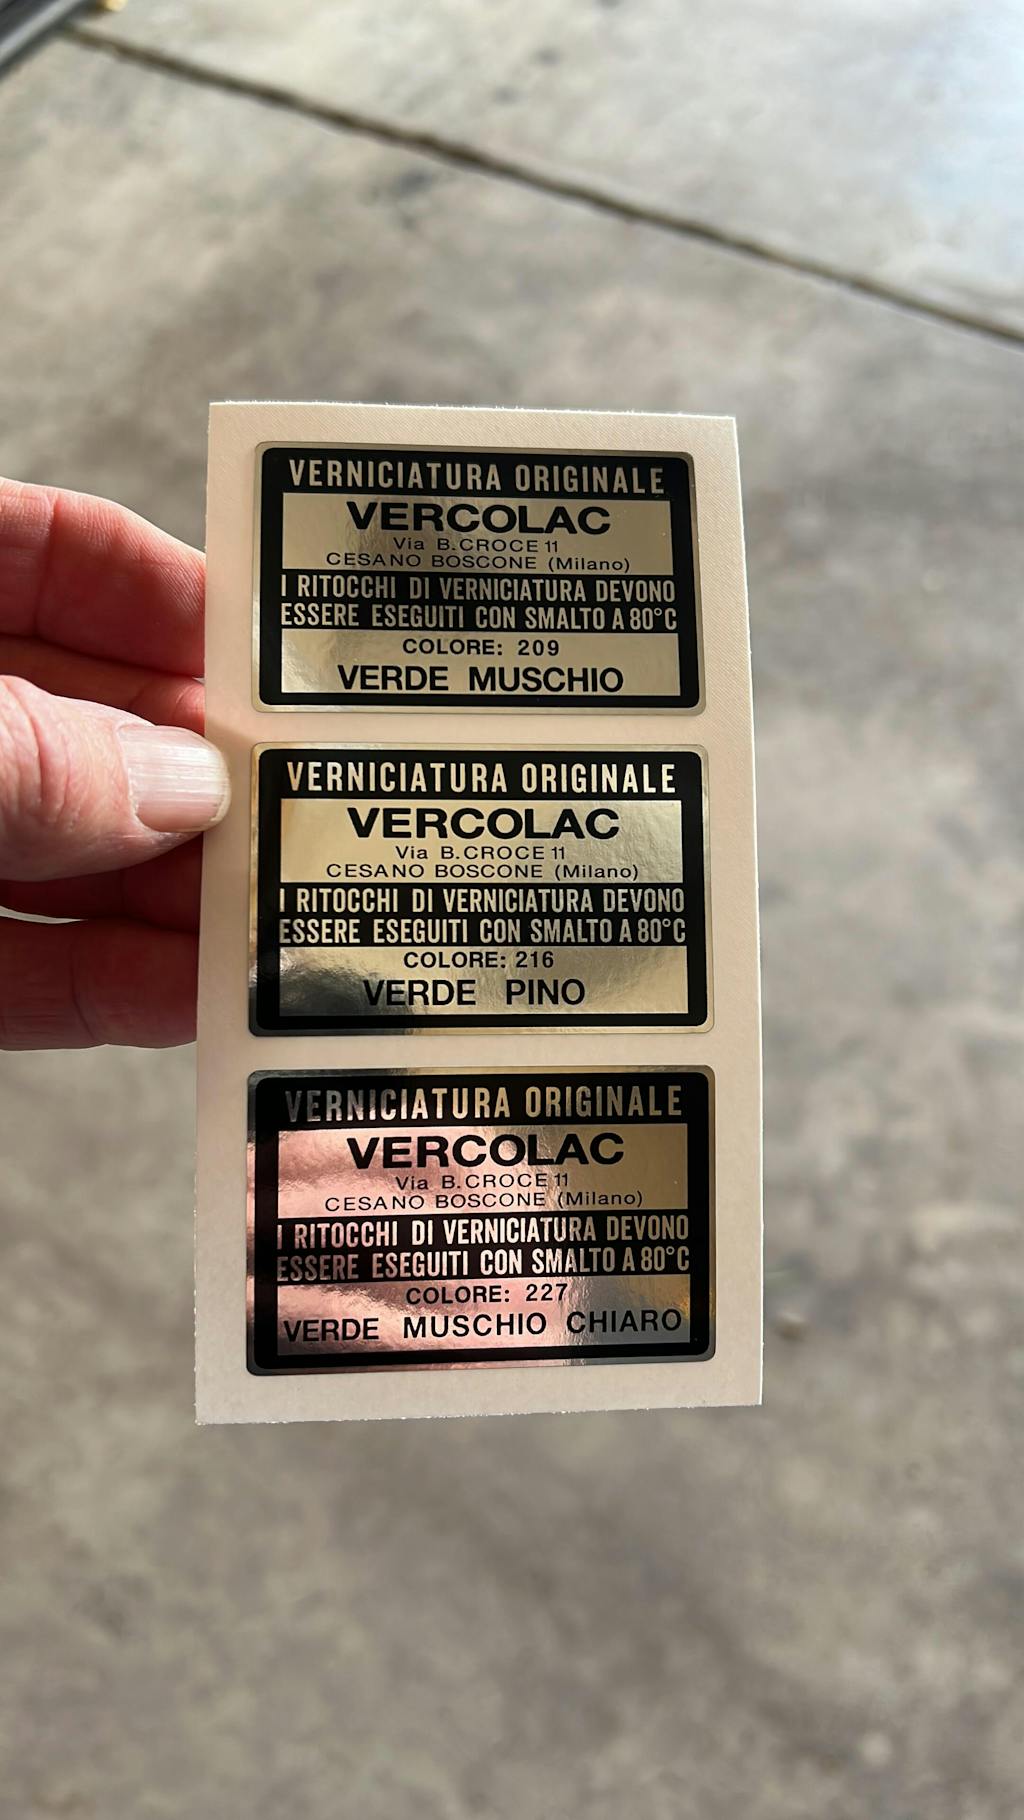 VERNICIATURA ORIGINALE
VERCOLAC
Via B.CROCE 11
CESANO BOSCONE (Milano)
I RITOCCHI DI VERNICIATURA DEVONO
ESSERE ESEGUITI CON SMALTO A 80°C
COLORE: 209
VERDE MUSCHIO
VERNICIATURA ORIGINALE
VERCOLAC
Via B.CROCE 11
CESANO BOSCONE (Milano)
I RITOCCHI DI VERNICIATURA DEVONO
ESSERE ESEGUITI CON SMALTO A 80°C
COLORE: 216
VERDE PINO
VERNICIATURA ORIGINALE
VERCOLAC
Via B.CROCE 11
CESANO BOSCONE (Milano)
I RITOCCHI DI VERNICIATURA DEVONO
ESSERE ESEGUITI CON SMALTO A 80°C
COLORE: 227
VERDE MUSCHIO CHIARO